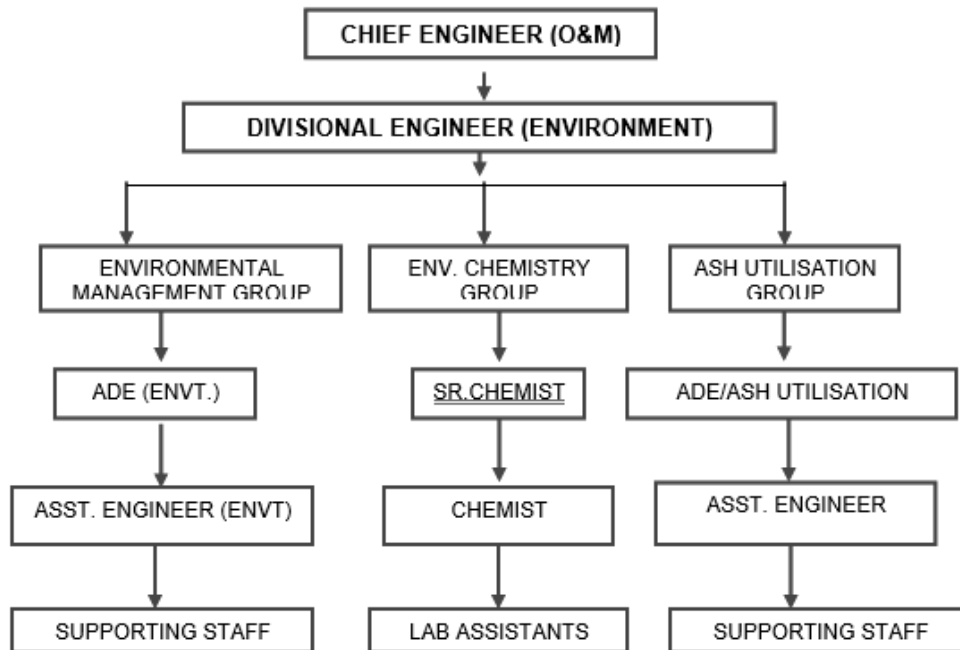 CHIEF ENGINEER (O&M)
DIVISIONAL ENGINEER (ENVIRONMENT)
ENVIRONMENTAL
MANAGEMENT GROUP
ENV. CHEMISTRY
GROUP
ASH UTILISATION
GROUP
ADE (ENVT.)
SR.CHEMIST
ADE/ASH UTILISATION
ASST. ENGINEER (ENVT)
CHEMIST
ASST. ENGINEER
SUPPORTING STAFF
LAB ASSISTANTS
SUPPORTING STAFF